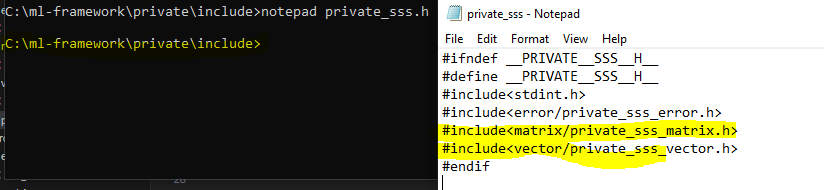 C:\ml-framework\private\include>notepad private_sss.h
C:\ml-framework\private\include>
private_sss - Notepad
File Edit Format View Help
#ifndef __PRIVATE__SSS__H__
#define __PRIVATE__SSS__H__
#include<stdint.h>
#include<error/private_sss_error.h>
#include<matrix/private_sss_matrix.h>
#include<vector/private_sss_vector.h>
#endif